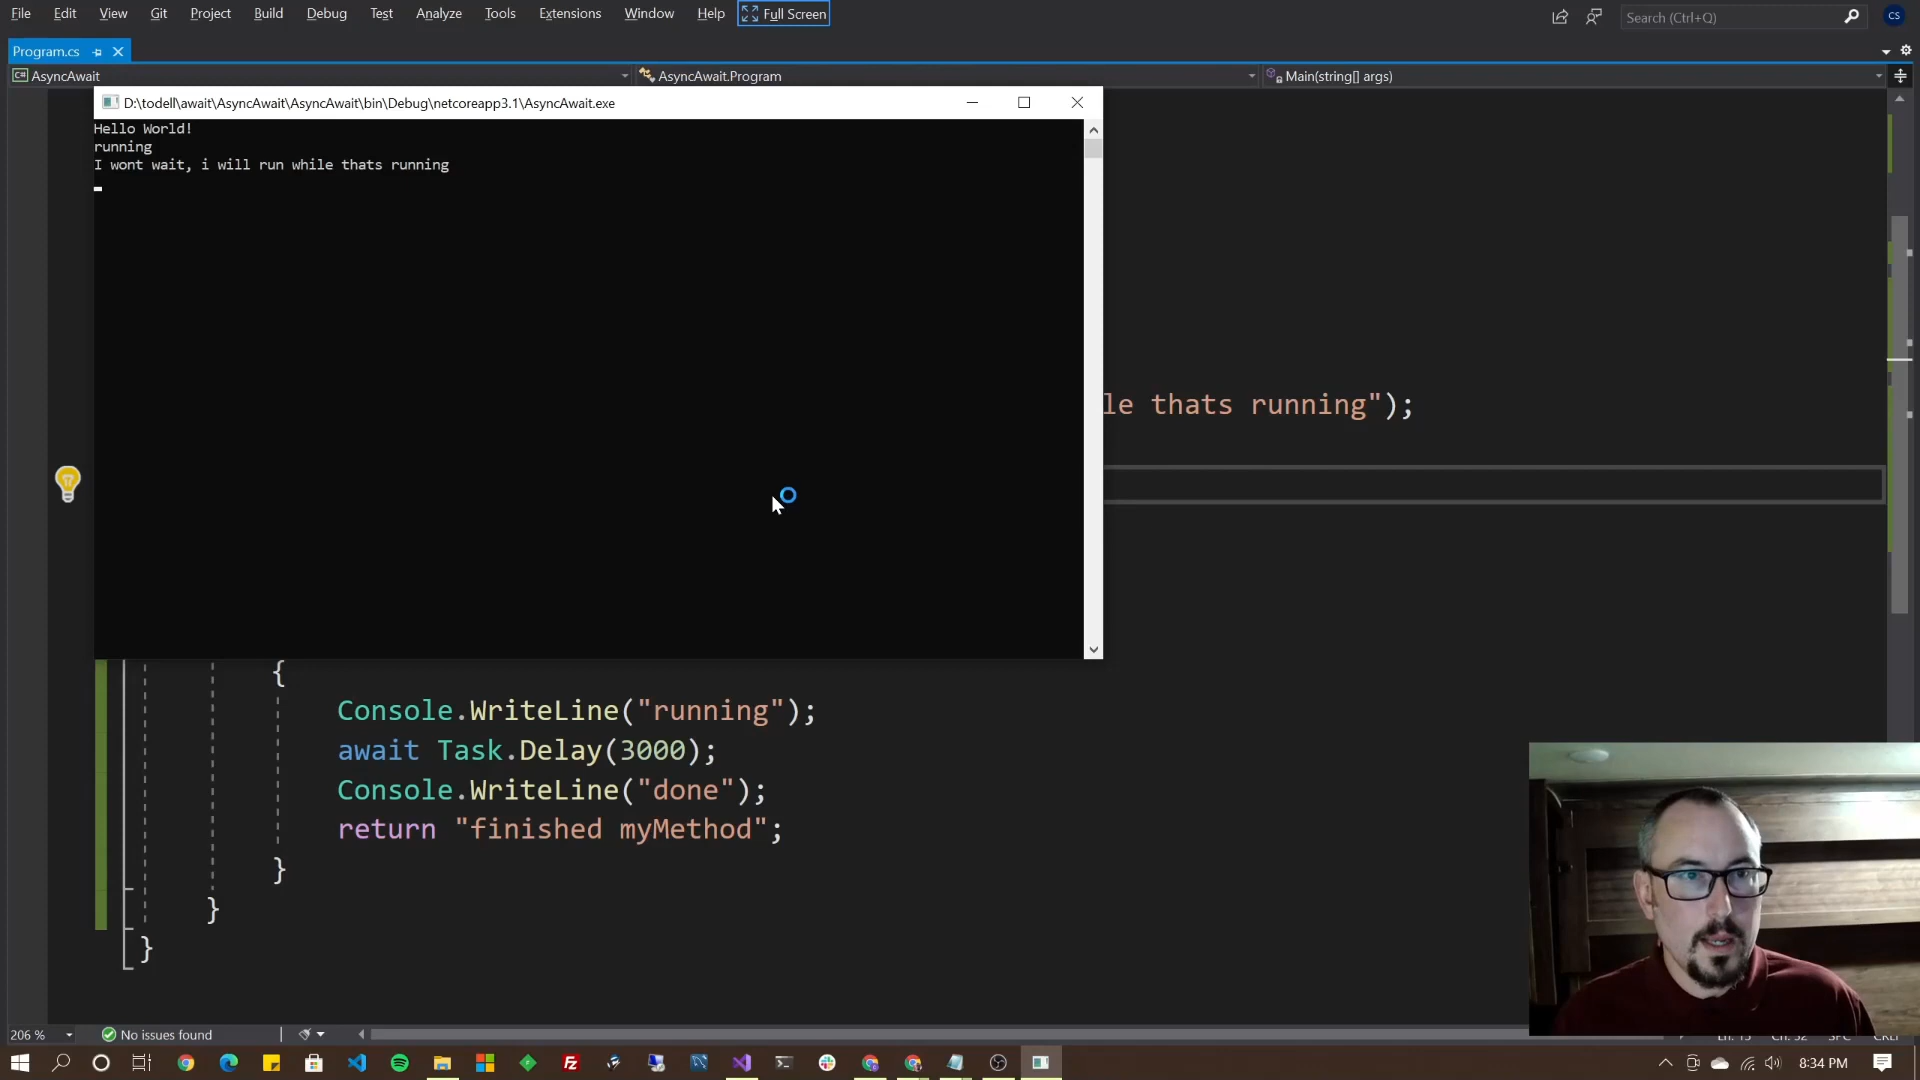 File Edit View Git Project Build Debug Test Analyze Tools Extensions Window Help Full Screen Search (Ctrl+Q) CS
Program.cs
C# AsyncAwait AsyncAwait.Program Main(string[] args)
D:\todell\await\AsyncAwait\AsyncAwait\bin\Debug\netcoreapp3.1\AsyncAwait.exe
Hello World!
running
I wont wait, i will run while thats running
le thats running");
{
Console.WriteLine("running");
await Task.Delay(3000);
Console.WriteLine("done");
return "finished myMethod";
}
}
}
206 % No issues found
8:34 PM